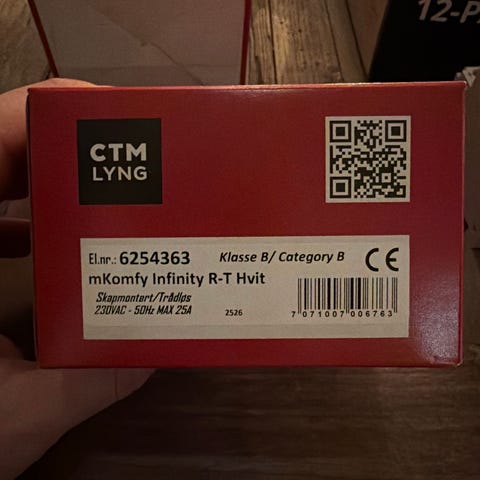 12-P
CTM
LYNG
El.nr.: 6254363 Klasse B/ Category B CE
mKomfy Infinity R-T Hvit
Skapmontert/Trådløs
230VAC - 50Hz MAX 25A 2526
7 071007 006763